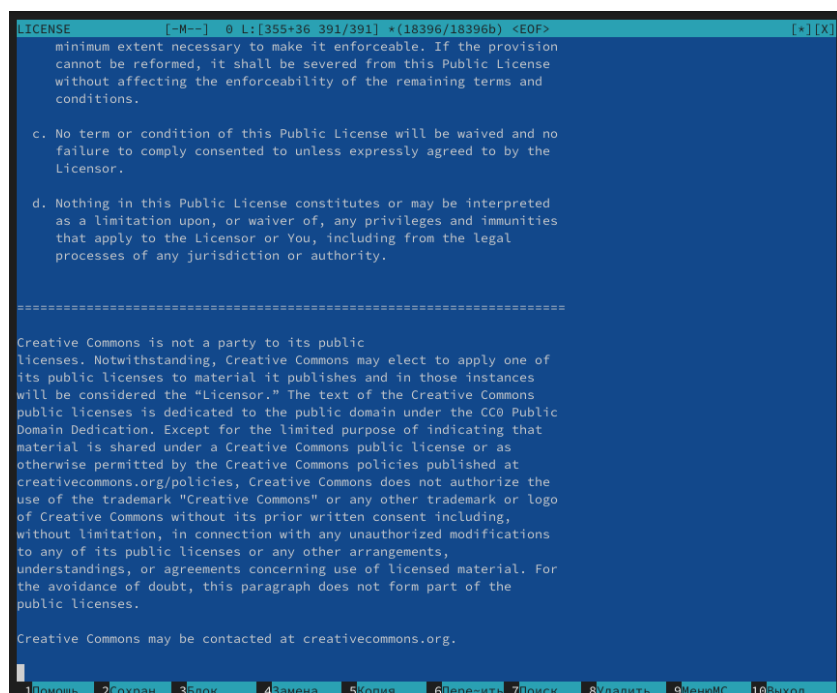 LICENSE [-M--] 0 L:[355+36 391/391] *(18396/18396b) <EOF> [*][X]
minimum extent necessary to make it enforceable. If the provision
cannot be reformed, it shall be severed from this Public License
without affecting the enforceability of the remaining terms and
conditions.
c. No term or condition of this Public License will be waived and no
failure to comply consented to unless expressly agreed to by the
Licensor.
d. Nothing in this Public License constitutes or may be interpreted
as a limitation upon, or waiver of, any privileges and immunities
that apply to the Licensor or You, including from the legal
processes of any jurisdiction or authority.
=======================================================================
Creative Commons is not a party to its public
licenses. Notwithstanding, Creative Commons may elect to apply one of
its public licenses to material it publishes and in those instances
will be considered the “Licensor.” The text of the Creative Commons
public licenses is dedicated to the public domain under the CC0 Public
Domain Dedication. Except for the limited purpose of indicating that
material is shared under a Creative Commons public license or as
otherwise permitted by the Creative Commons policies published at
creativecommons.org/policies, Creative Commons does not authorize the
use of the trademark "Creative Commons" or any other trademark or logo
of Creative Commons without its prior written consent including,
without limitation, in connection with any unauthorized modifications
to any of its public licenses or any other arrangements,
understandings, or agreements concerning use of licensed material. For
the avoidance of doubt, this paragraph does not form part of the
public licenses.
Creative Commons may be contacted at creativecommons.org.
1Помощь 2Сохран 3Блок 4Замена 5Копия 6Пере~ить 7Поиск 8Удалить 9МенюMC 10Выход